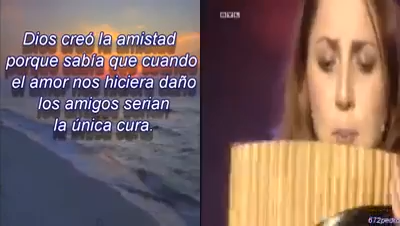 Dios creó la amistad
porque sabía que cuando
el amor nos hiciera daño
los amigos serian
la única cura.
RTL
672pedro